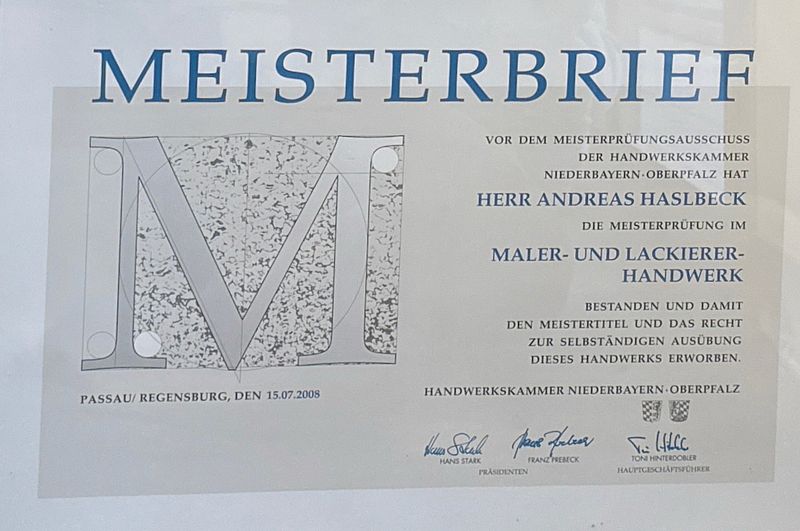 MEISTERBRIEF
VOR DEM MEISTERPRÜFUNGSAUSSCHUSS
DER HANDWERKSKAMMER
NIEDERBAYERN·OBERPFALZ HAT
HERR ANDREAS HASLBECK
DIE MEISTERPRÜFUNG IM
MALER- UND LACKIERER-
HANDWERK
BESTANDEN UND DAMIT
DEN MEISTERTITEL UND DAS RECHT
ZUR SELBSTÄNDIGEN AUSÜBUNG
DIESES HANDWERKS ERWORBEN.
M
PASSAU/ REGENSBURG, DEN 15.07.2008
HANDWERKSKAMMER NIEDERBAYERN·OBERPFALZ
HANS STARK
FRANZ PREBECK
TONI HINTERDOBLER
PRÄSIDENTEN
HAUPTGESCHÄFTSFÜHRER